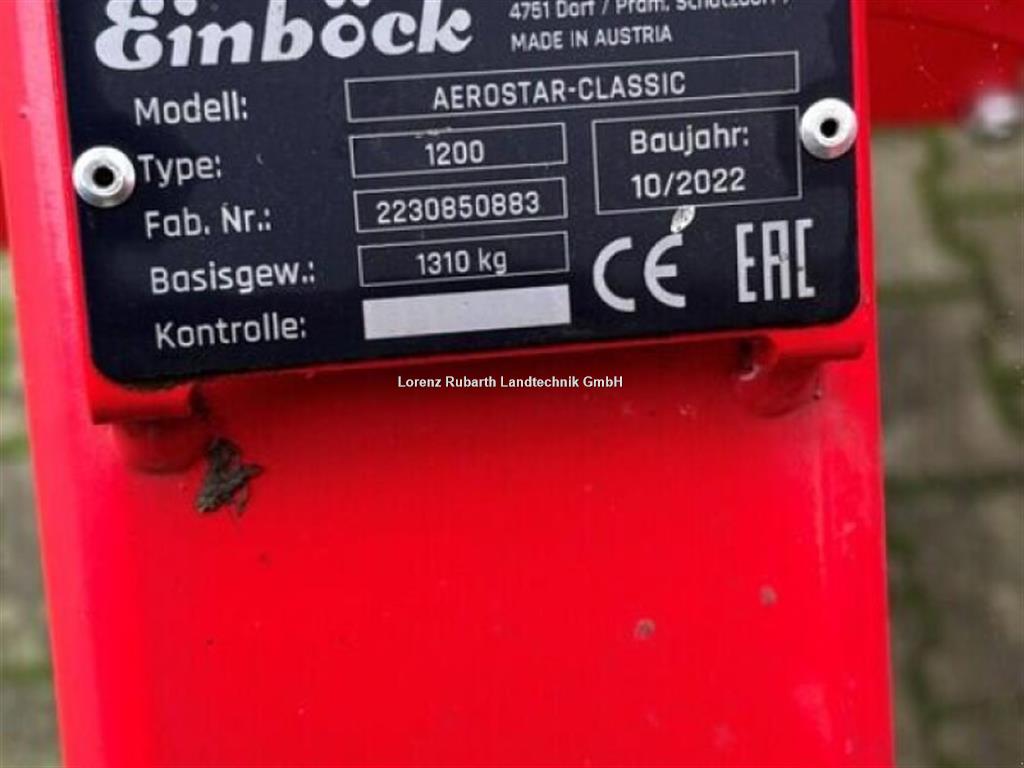 Einböck
4751 Dorf / Pram,
MADE IN AUSTRIA
Modell: AEROSTAR-CLASSIC
Type: 1200
Baujahr:
10/2022
Fab. Nr.: 2230850883
Basisgew.: 1310 kg
Kontrolle:
CE EAC
Lorenz Rubarth Landtechnik GmbH